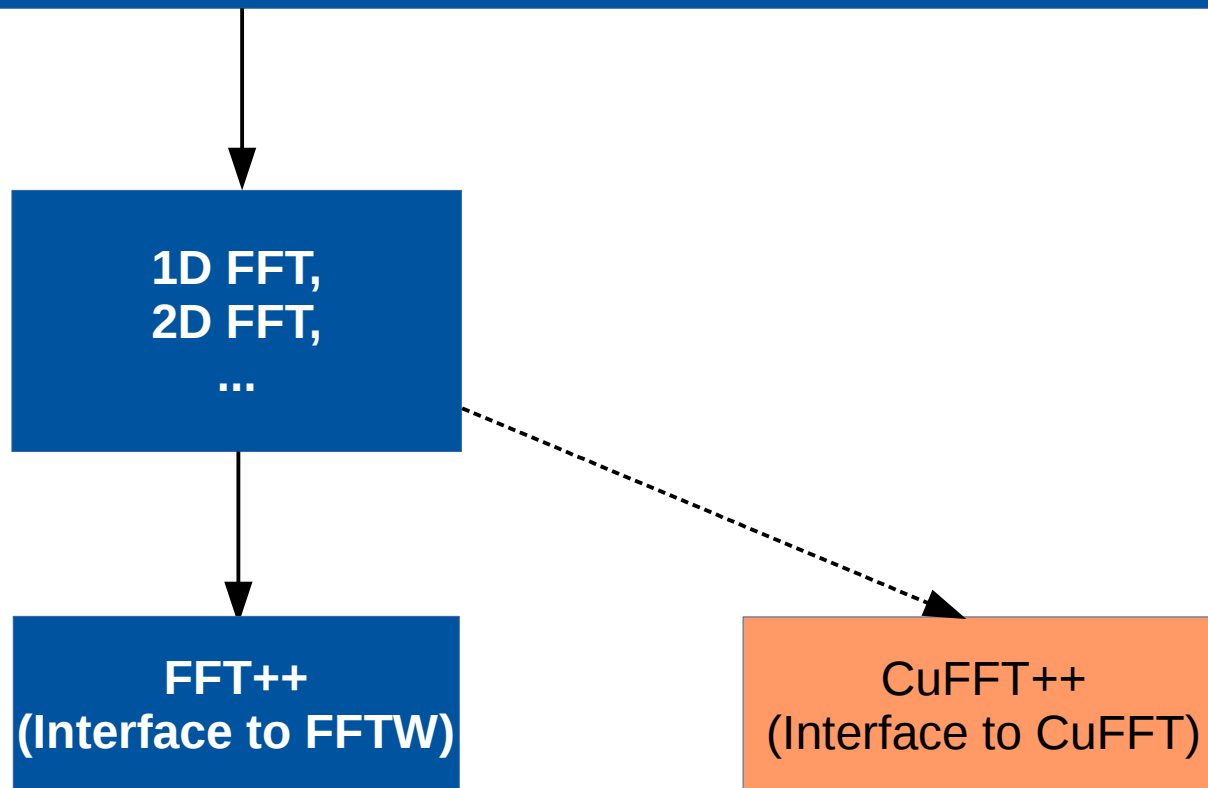 1D FFT,
2D FFT,
...
FFT++
(Interface to FFTW)
CuFFT++
(Interface to CuFFT)